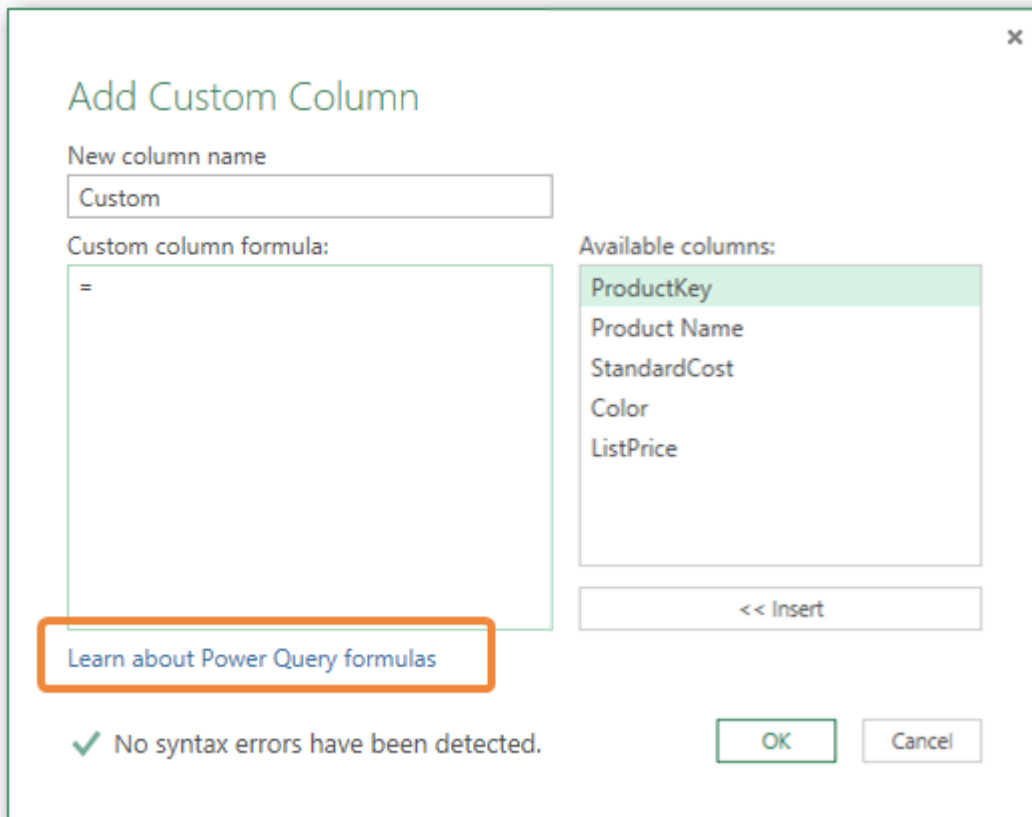 Add Custom Column
New column name
Custom
Custom column formula:
=
Available columns:
ProductKey
Product Name
StandardCost
Color
ListPrice
<< Insert
Learn about Power Query formulas
No syntax errors have been detected.
OK
Cancel